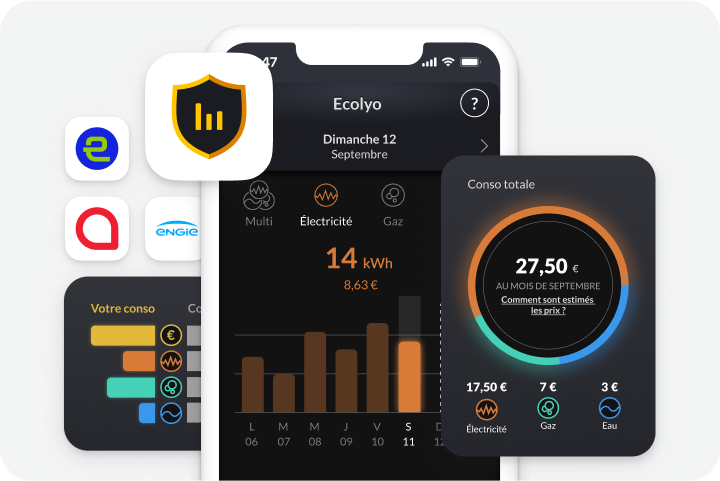 47
Ecolyo
?
Dimanche 12
Septembre
Multi
Électricité
Gaz
14 kWh
8,63 €
L
M
M
J
V
S
D
06
07
08
09
10
11
12
ENGIE
Votre conso
Co
€
Conso totale
27,50 €
AU MOIS DE SEPTEMBRE
Comment sont estimés
les prix ?
17,50 €
7 €
3 €
Électricité
Gaz
Eau